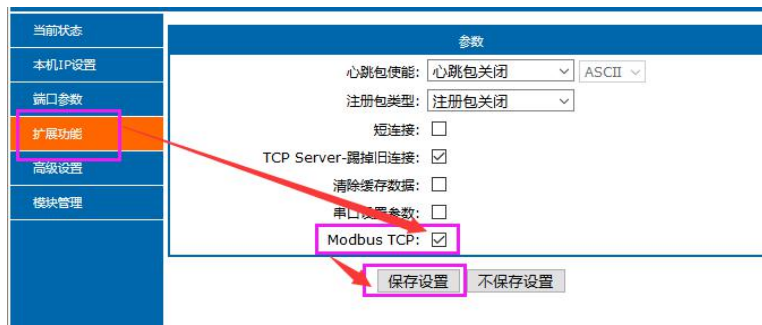 当前状态
本机IP设置
端口参数
扩展功能
高级设置
模块管理
参数
心跳包使能: 心跳包关闭 ASCII
注册包类型: 注册包关闭
短连接:
TCP Server-踢掉旧连接:
清除缓存数据:
串口设置参数:
Modbus TCP:
保存设置 不保存设置